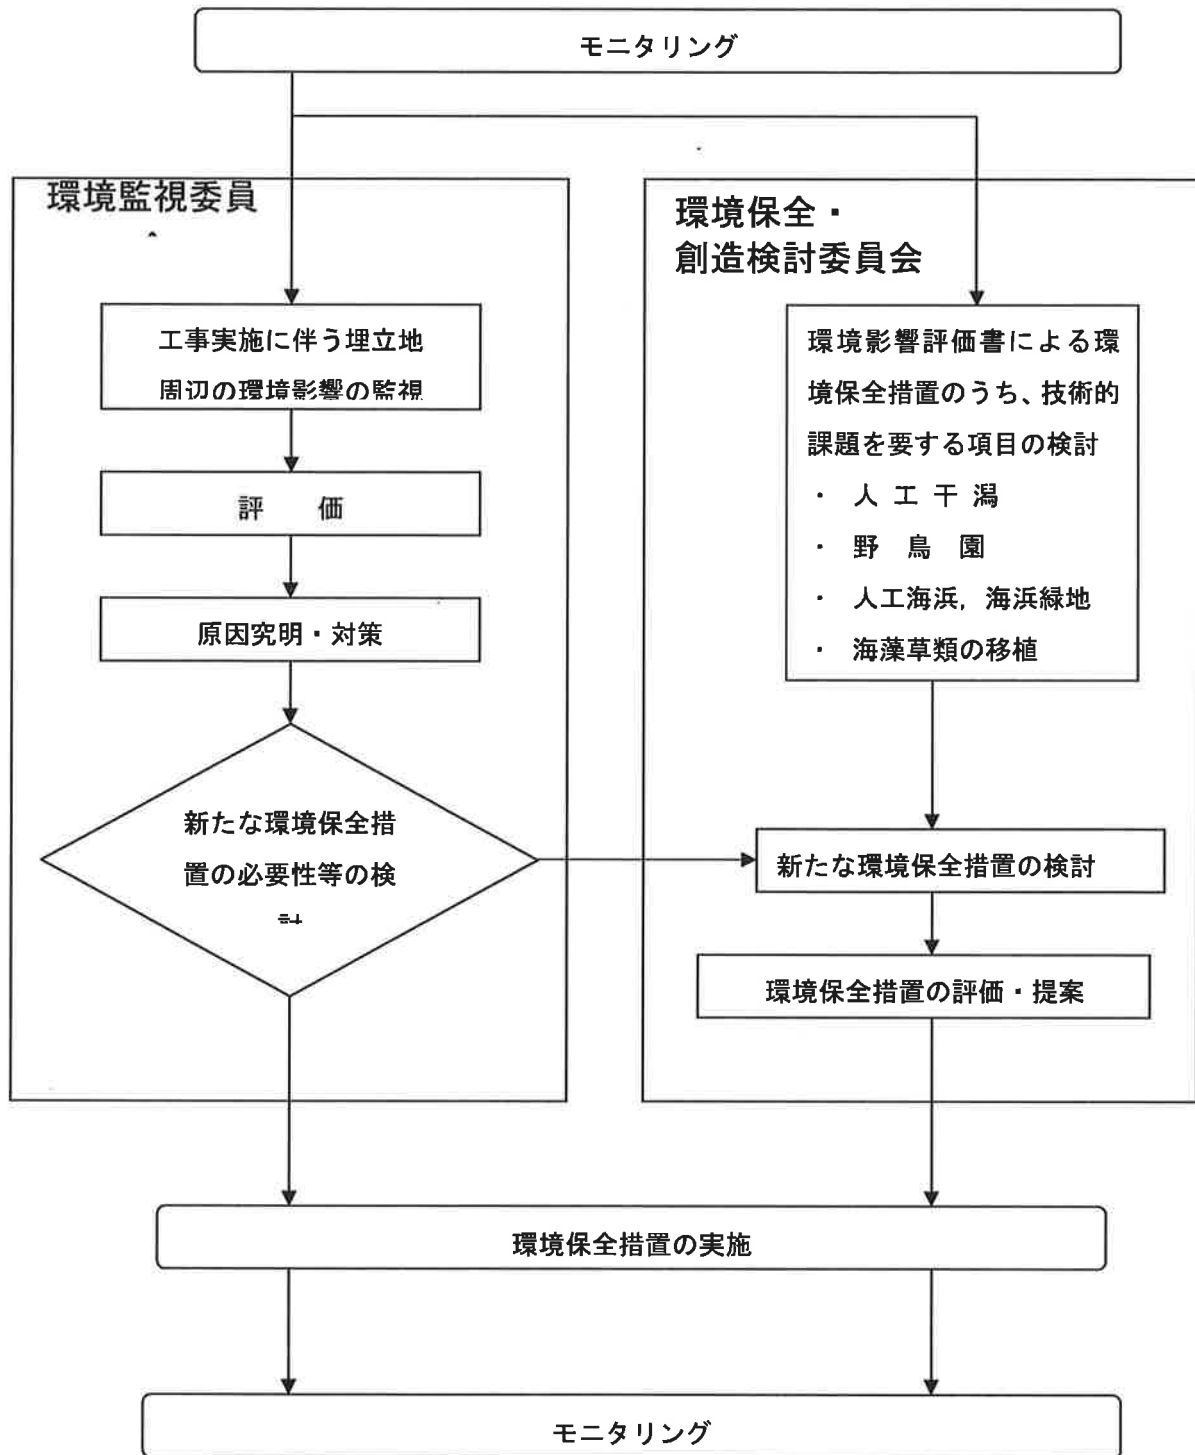 モニタリング
環境監視委員
工事実施に伴う埋立地
周辺の環境影響の監視
評　価
原因究明・対策
新たな環境保全措
置の必要性等の検
環境保全・
創造検討委員会
環境影響評価書による環
境保全措置のうち、技術的
課題を要する項目の検討
・ 人工干潟
・ 野鳥園
・ 人工海浜，海浜緑地
・ 海藻草類の移植
新たな環境保全措置の検討
環境保全措置の評価・提案
環境保全措置の実施
モニタリング